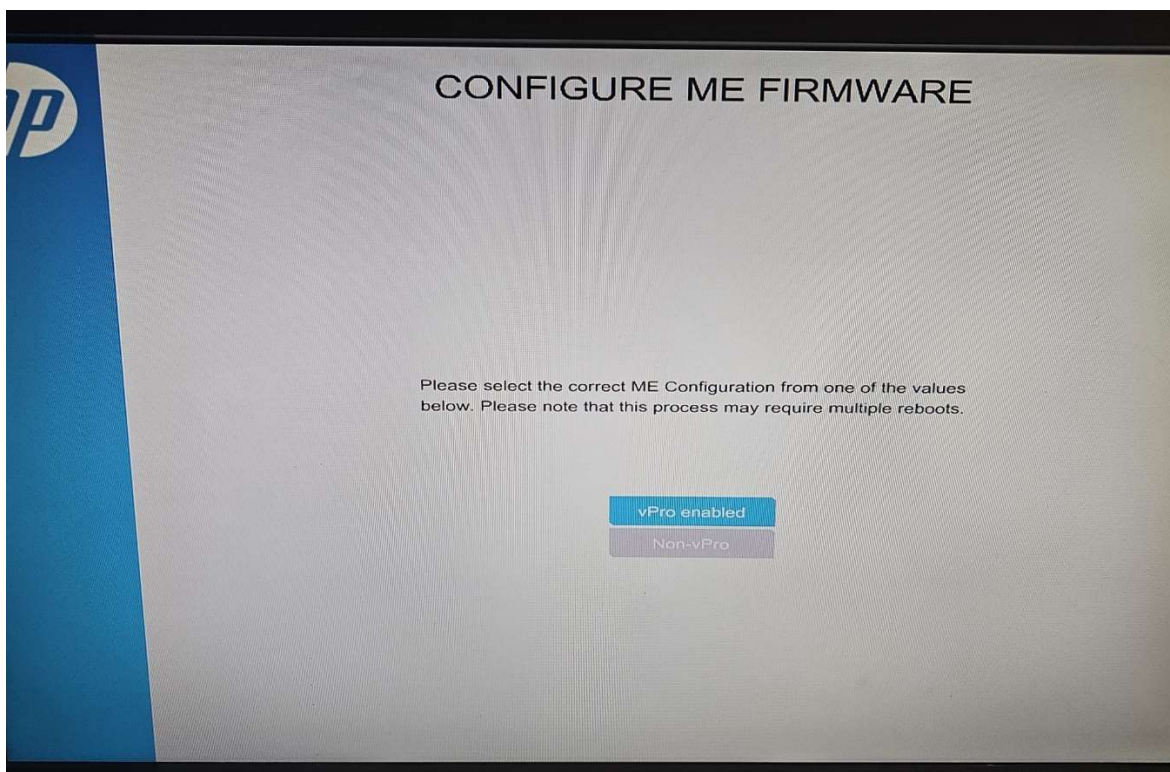 hp
CONFIGURE ME FIRMWARE
Please select the correct ME Configuration from one of the values
below. Please note that this process may require multiple reboots.
vPro enabled
Non-vPro